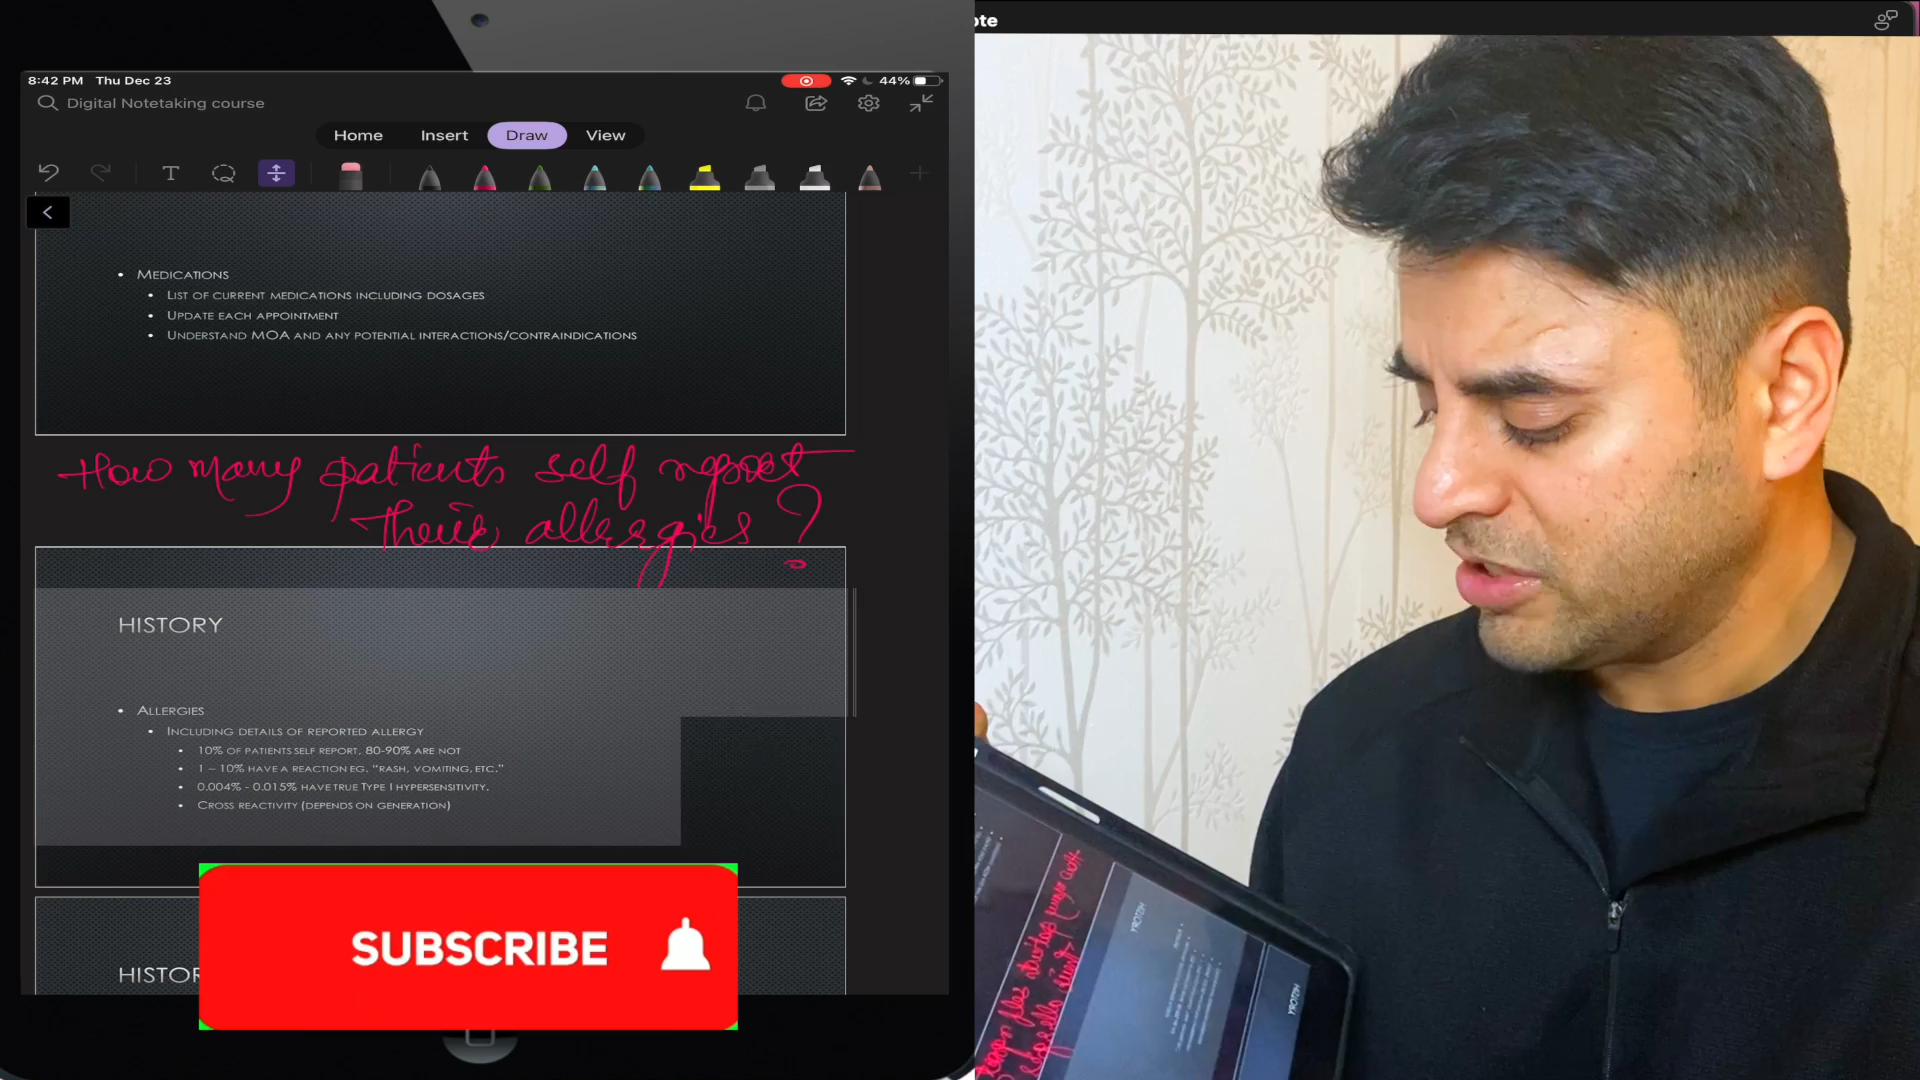 8:42 PM Thu Dec 23
44%
Digital Notetaking course
Home Insert Draw View
T
MEDICATIONS
LIST OF CURRENT MEDICATIONS INCLUDING DOSAGES
UPDATE EACH APPOINTMENT
UNDERSTAND MOA AND ANY POTENTIAL INTERACTIONS/CONTRAINDICATIONS
How many patients self report
their allergies ?
HISTORY
ALLERGIES
INCLUDING DETAILS OF REPORTED ALLERGY
10% OF PATIENTS SELF REPORT, 80-90% ARE NOT
1 – 10% HAVE A REACTION EG. "RASH, VOMITING, ETC."
0.004% - 0.015% HAVE TRUE TYPE I HYPERSENSITIVITY.
CROSS REACTIVITY (DEPENDS ON GENERATION)
HISTOR
SUBSCRIBE
ote
HISTORY
HISTORY